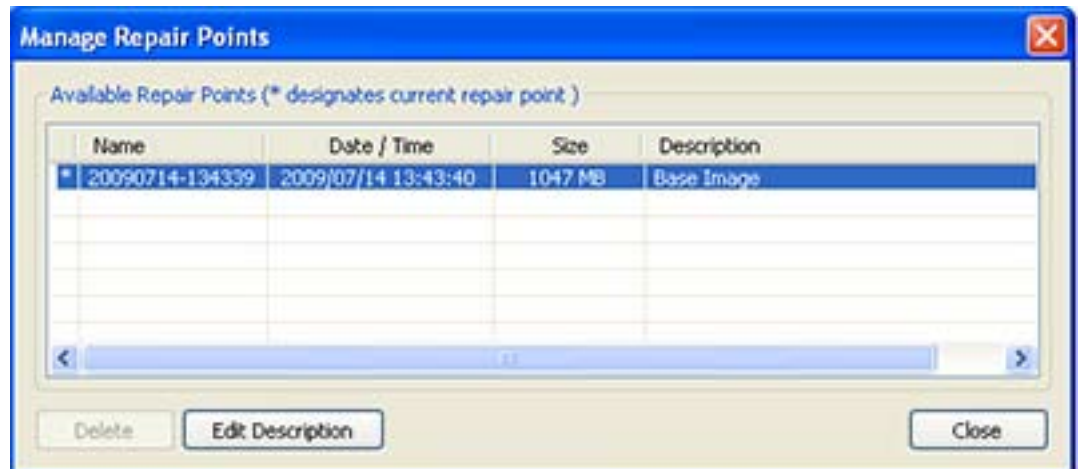 Manage Repair Points
Available Repair Points (* designates current repair point )
Name Date / Time Size Description
* 20090714-134339 2009/07/14 13:43:40 1047 MB Base Image
Delete Edit Description Close